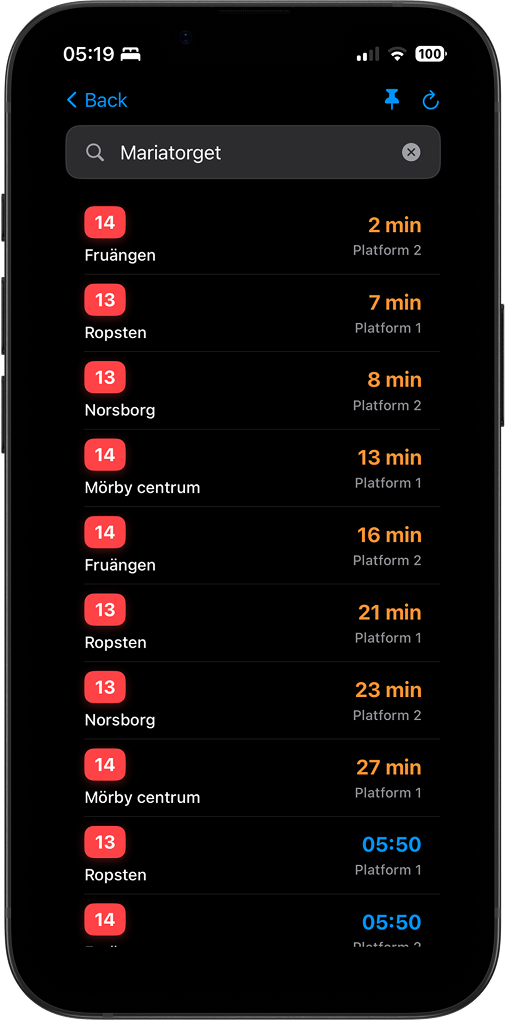 05:19
100
Back
Mariatorget
14
2 min
Fruängen
Platform 2
13
7 min
Ropsten
Platform 1
13
8 min
Norsborg
Platform 2
14
13 min
Mörby centrum
Platform 1
14
16 min
Fruängen
Platform 2
13
21 min
Ropsten
Platform 1
13
23 min
Norsborg
Platform 2
14
27 min
Mörby centrum
Platform 1
13
05:50
Ropsten
Platform 1
14
05:50
Platform 2